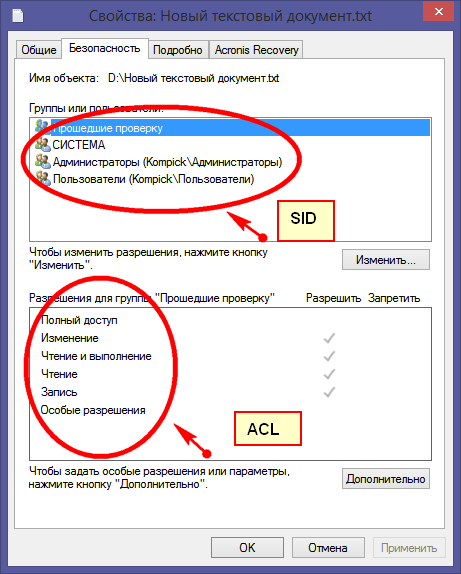 Свойства: Новый текстовый документ.txt
Общие Безопасность Подробно Acronis Recovery
Имя объекта: D:\Новый текстовый документ.txt
Группы или пользователи:
Прошедшие проверку
СИСТЕМА
Администраторы (Kompick\Администраторы)
Пользователи (Kompick\Пользователи)
SID
Чтобы изменить разрешения, нажмите кнопку
"Изменить".
Изменить...
Разрешения для группы "Прошедшие проверку" Разрешить Запретить
Полный доступ
Изменение
Чтение и выполнение
Чтение
Запись
Особые разрешения
ACL
Чтобы задать особые разрешения или параметры,
нажмите кнопку "Дополнительно".
Дополнительно
OK Отмена Применить